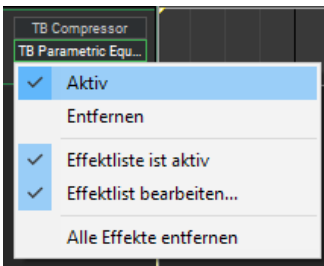 TB Compressor
TB Parametric Equ...
Aktiv
Entfernen
Effektliste ist aktiv
Effektlist bearbeiten...
Alle Effekte entfernen